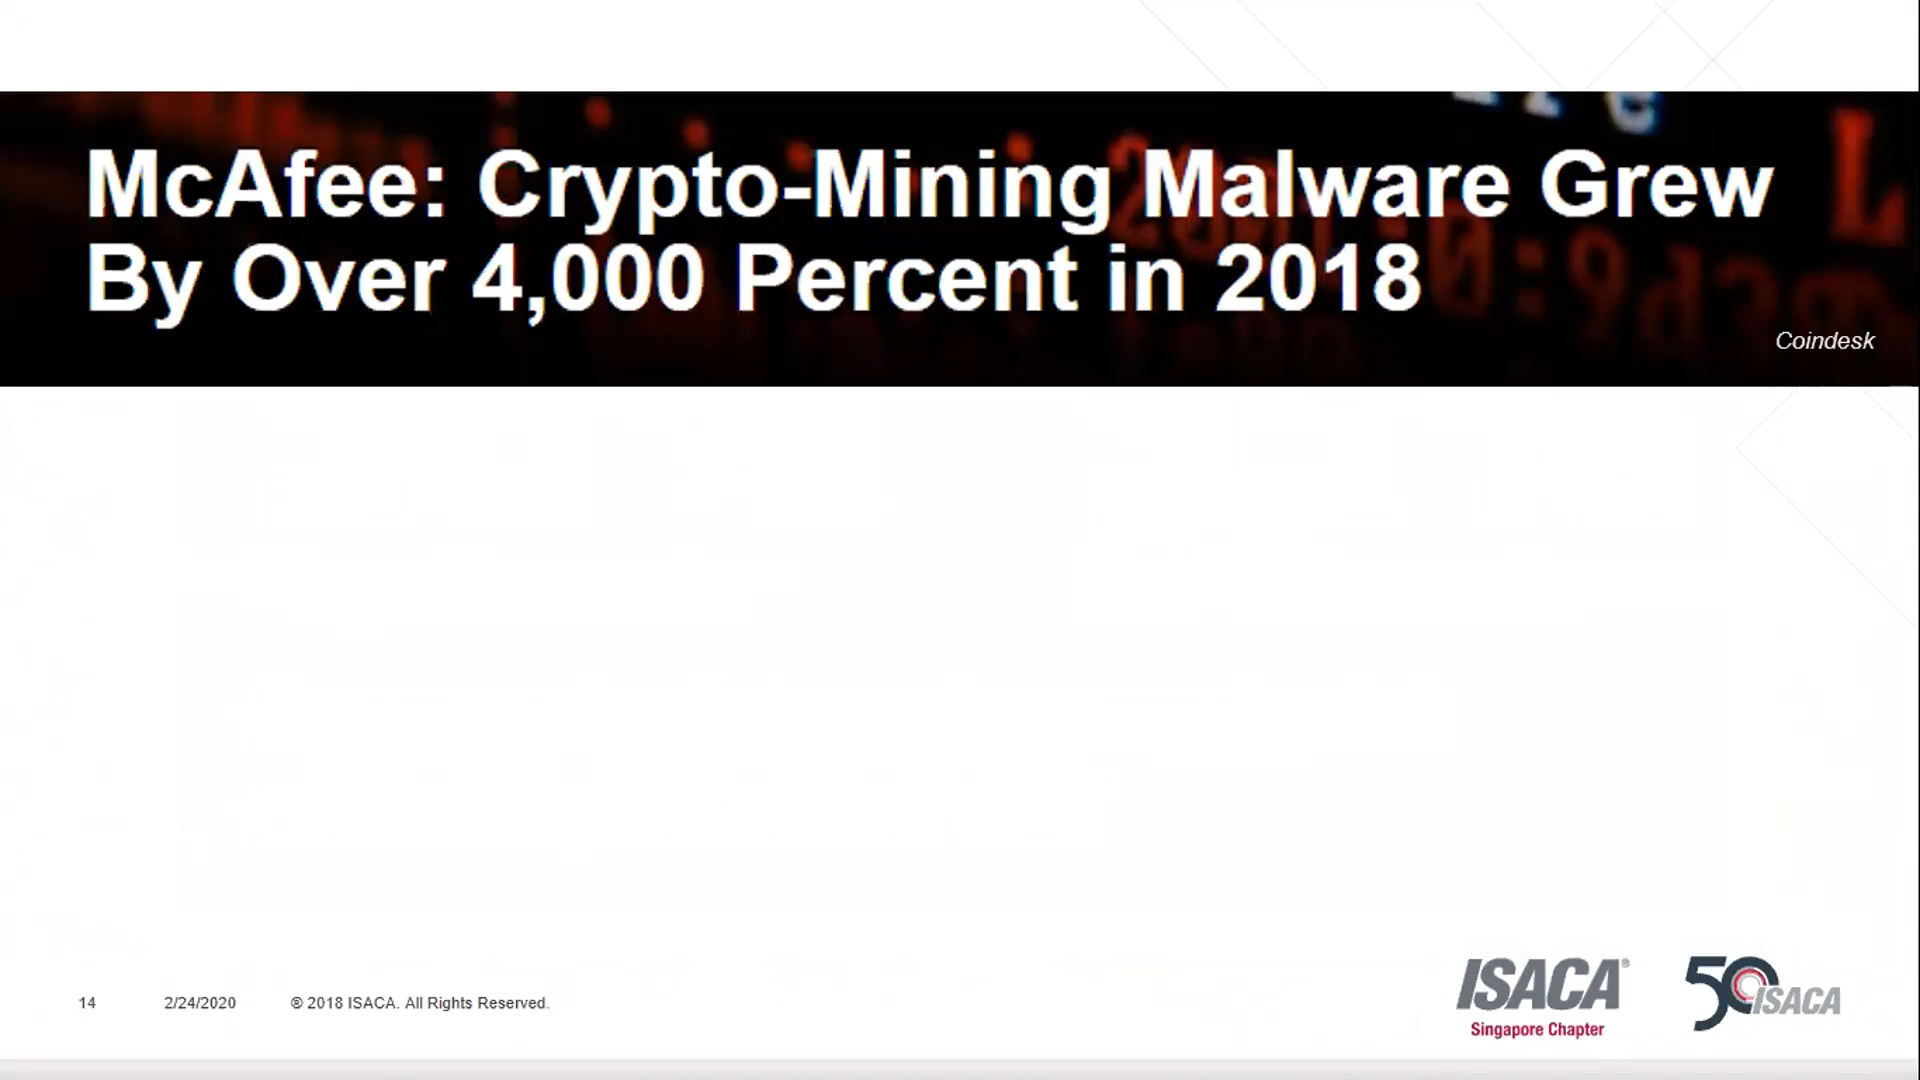 McAfee: Crypto-Mining Malware Grew
By Over 4,000 Percent in 2018
Coindesk
14
2/24/2020
© 2018 ISACA. All Rights Reserved.
ISACA®
Singapore Chapter
50
ISACA